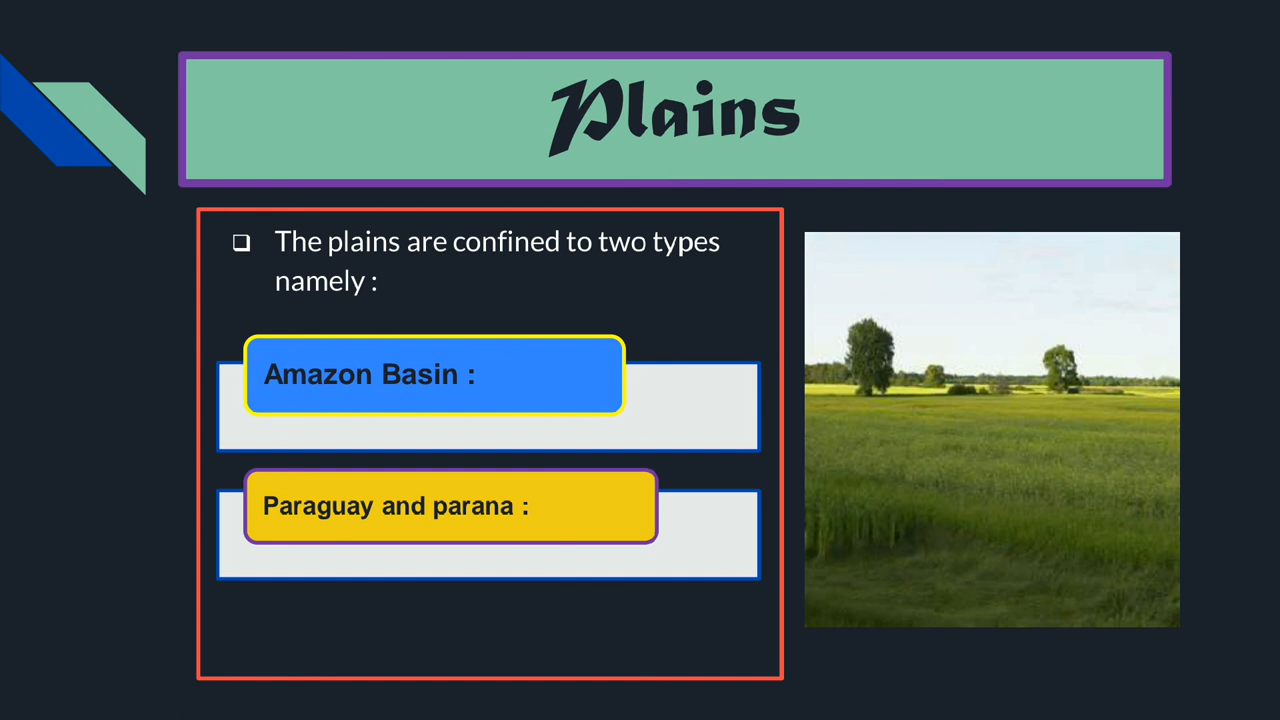 Plains
The plains are confined to two types
namely :
Amazon Basin :
Paraguay and parana :